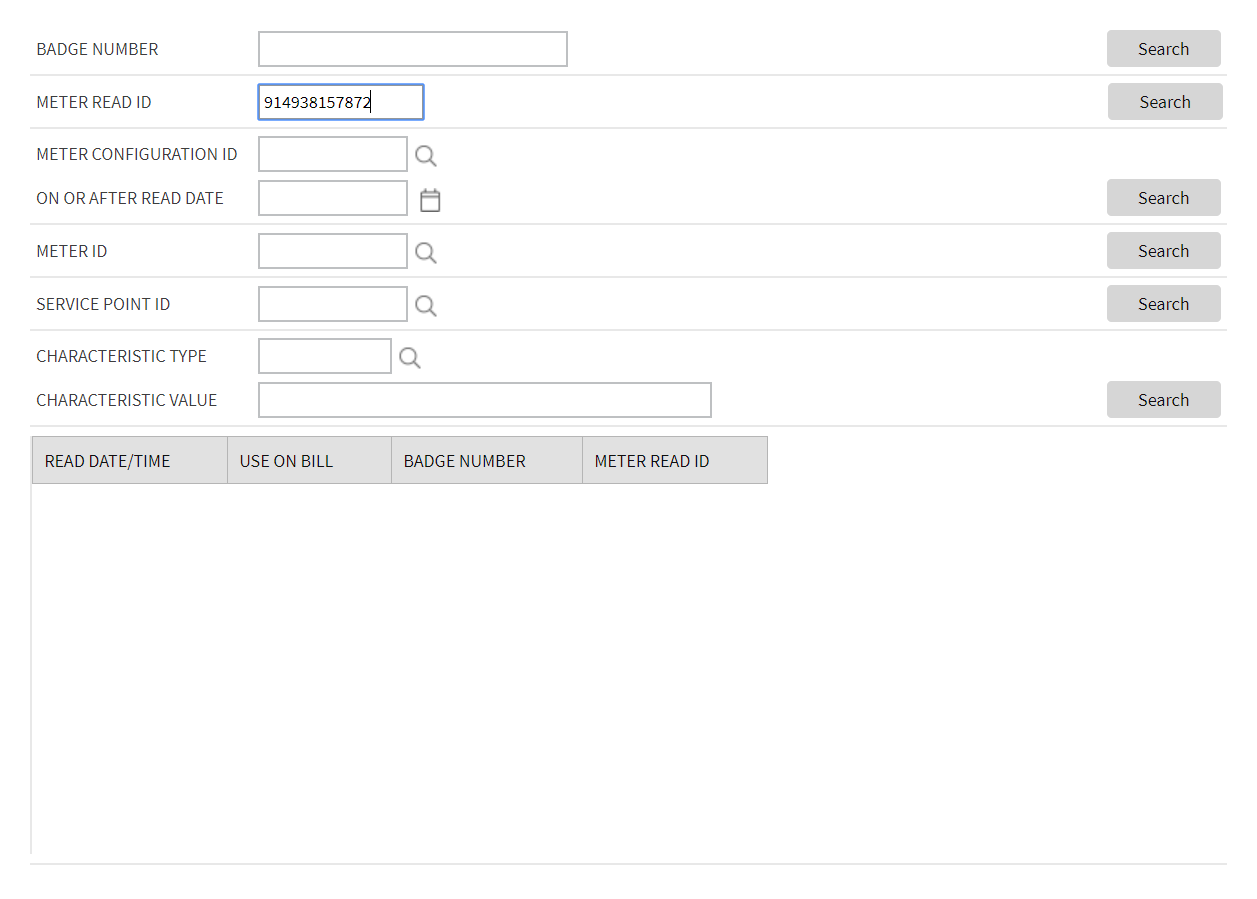 BADGE NUMBER Search
METER READ ID 914938157872 Search
METER CONFIGURATION ID
ON OR AFTER READ DATE Search
METER ID Search
SERVICE POINT ID Search
CHARACTERISTIC TYPE
CHARACTERISTIC VALUE Search
READ DATE/TIME USE ON BILL BADGE NUMBER METER READ ID